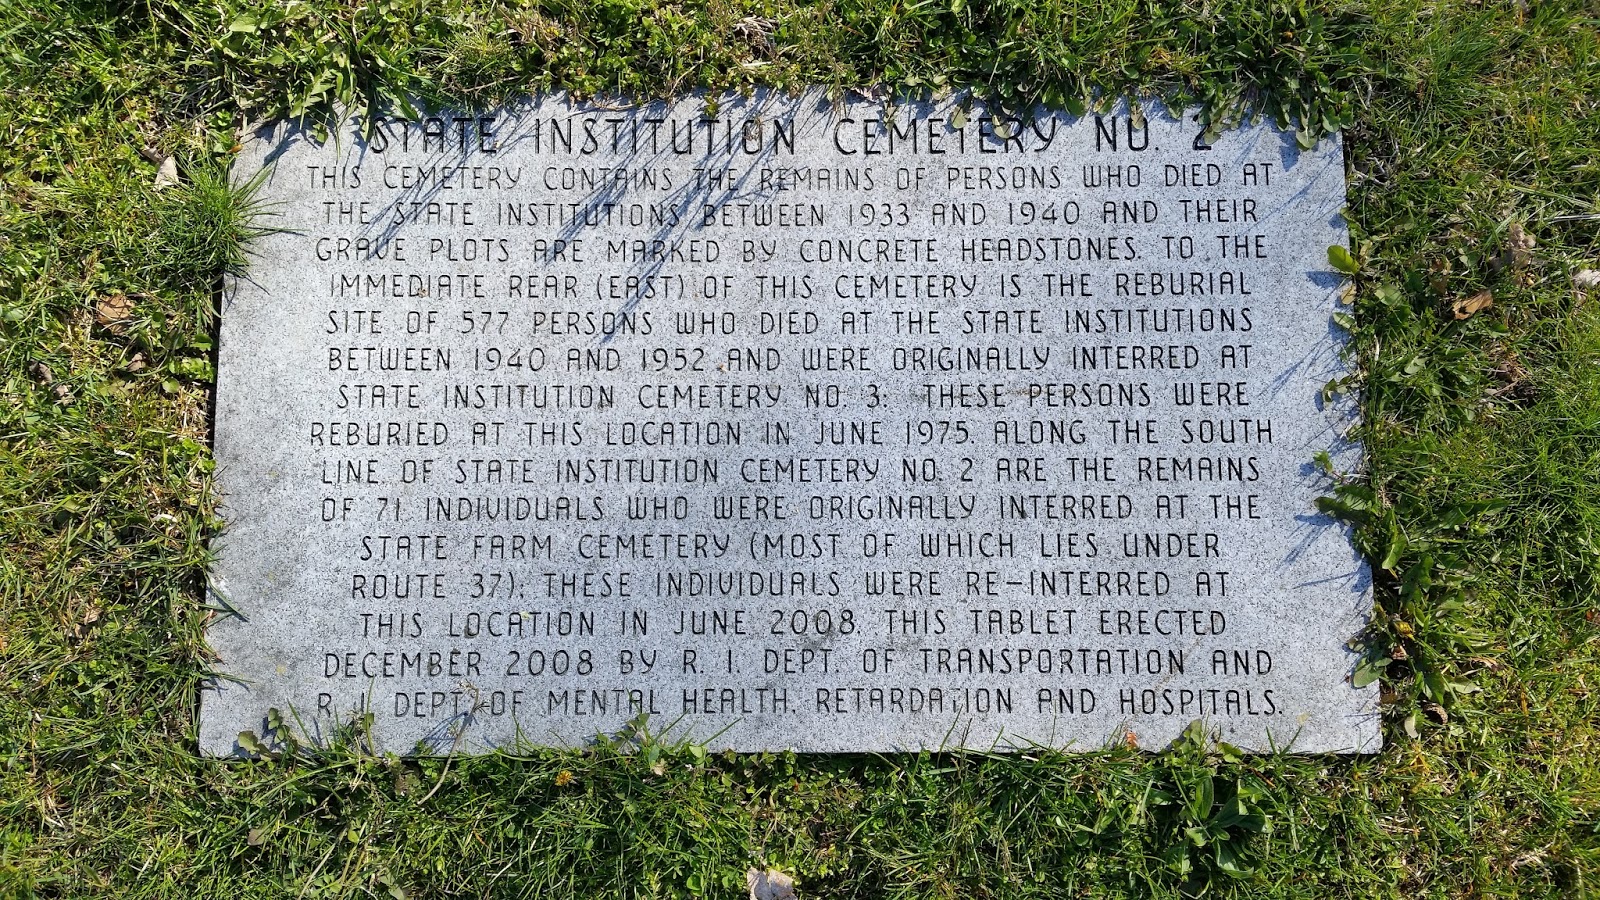 STATE INSTITUTION CEMETERY NO. 2
THIS CEMETERY CONTAINS THE REMAINS OF PERSONS WHO DIED AT
THE STATE INSTITUTIONS BETWEEN 1933 AND 1940 AND THEIR
GRAVE PLOTS ARE MARKED BY CONCRETE HEADSTONES. TO THE
IMMEDIATE REAR (EAST) OF THIS CEMETERY IS THE REBURIAL
SITE OF 577 PERSONS WHO DIED AT THE STATE INSTITUTIONS
BETWEEN 1940 AND 1952 AND WERE ORIGINALLY INTERRED AT
STATE INSTITUTION CEMETERY NO. 3; THESE PERSONS WERE
REBURIED AT THIS LOCATION IN JUNE 1975. ALONG THE SOUTH
LINE OF STATE INSTITUTION CEMETERY NO. 2 ARE THE REMAINS
OF 71 INDIVIDUALS WHO WERE ORIGINALLY INTERRED AT THE
STATE FARM CEMETERY (MOST OF WHICH LIES UNDER
ROUTE 37); THESE INDIVIDUALS WERE RE-INTERRED AT
THIS LOCATION IN JUNE 2008. THIS TABLET ERECTED
DECEMBER 2008 BY R. I. DEPT. OF TRANSPORTATION AND
R. I. DEPT. OF MENTAL HEALTH, RETARDATION AND HOSPITALS.